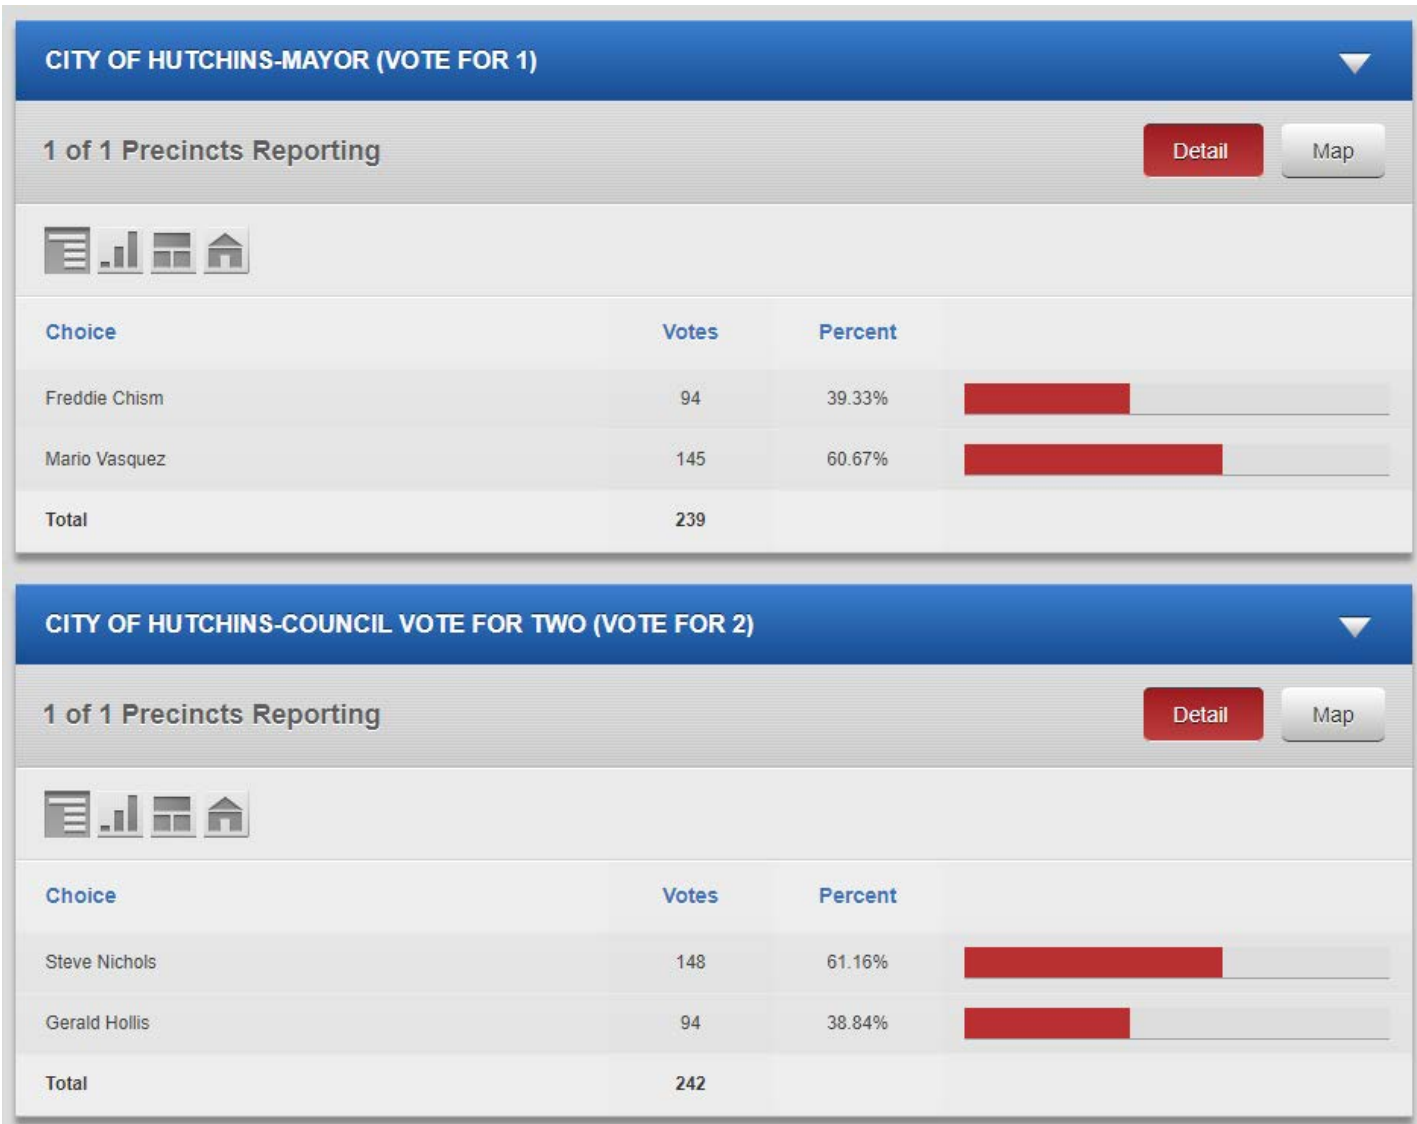 CITY OF HUTCHINS-MAYOR (VOTE FOR 1)
1 of 1 Precincts Reporting Detail Map
Choice Votes Percent
Freddie Chism 94 39.33%
Mario Vasquez 145 60.67%
Total 239
CITY OF HUTCHINS-COUNCIL VOTE FOR TWO (VOTE FOR 2)
1 of 1 Precincts Reporting Detail Map
Choice Votes Percent
Steve Nichols 148 61.16%
Gerald Hollis 94 38.84%
Total 242